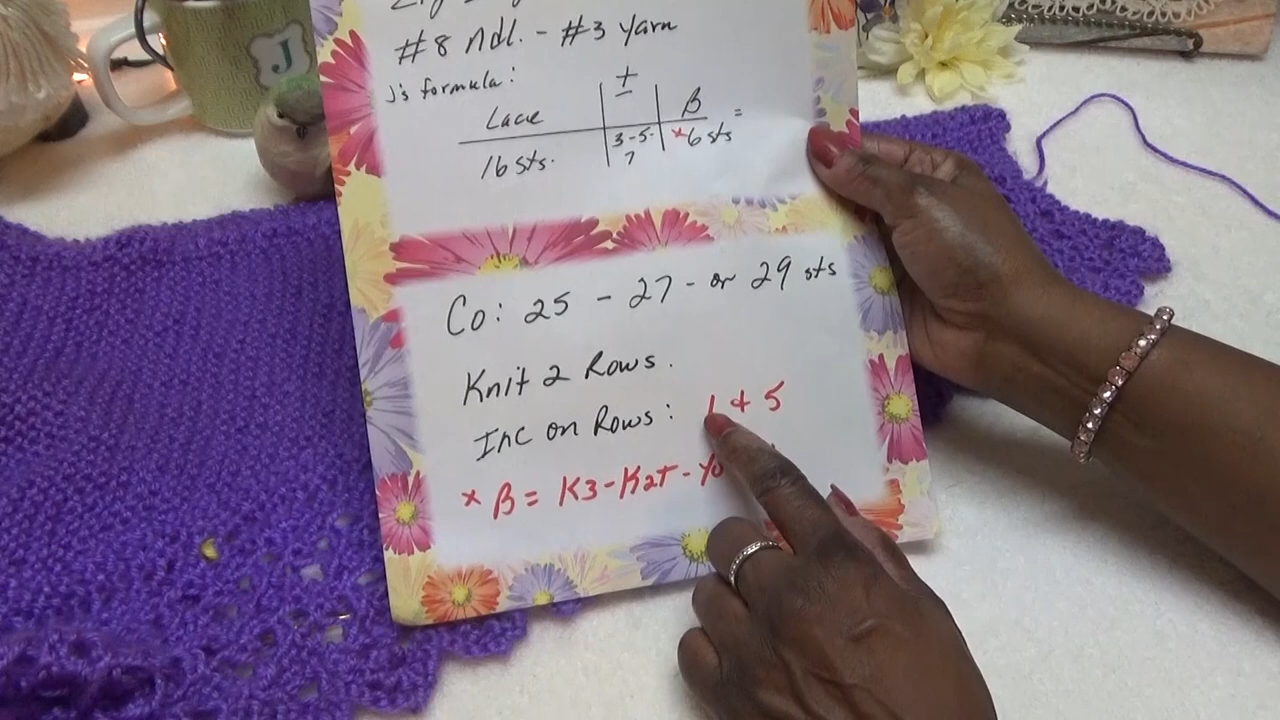 J
#8 ndl. - #3 yarn
J's formula:
Lace + B =
16 sts. 3-5- *6 sts
7
Co: 25 - 27 - or 29 sts
Knit 2 Rows.
Inc on Rows: 1 & 5
* B = K3-K2T-Yo